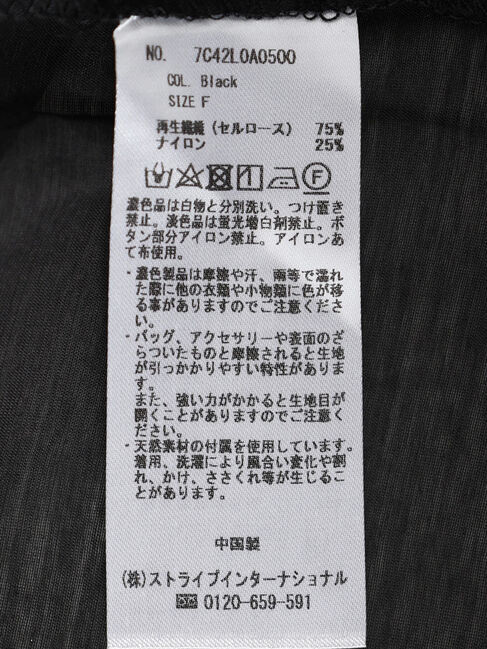 NO. 7C42L0A0500
COL. Black
SIZE F
再生繊維 (セルロース) 75%
ナイロン 25%
濃色品は白物と分別洗い。つけ置き
禁止。淡色品は蛍光増白剤禁止。ボ
タン部分アイロン禁止。アイロンあ
て布使用。
・濃色製品は摩擦や汗、雨等で濡れ
た際に他の衣類や小物類に色が移
る事がありますのでご注意くださ
い。
・バッグ、アクセサリーや表面のざ
らついたものと摩擦されると生地
が引っかかりやすい特性がありま
す。
また、強い力がかかると生地目が
開くことがありますのでご注意く
ださい。
・天然素材の付属を使用しています。
着用、洗濯により風合い変化や割
れ、かけ、ささくれ等が生じるこ
とがあります。
中国製
(株)ストライプインターナショナル
0120-659-591